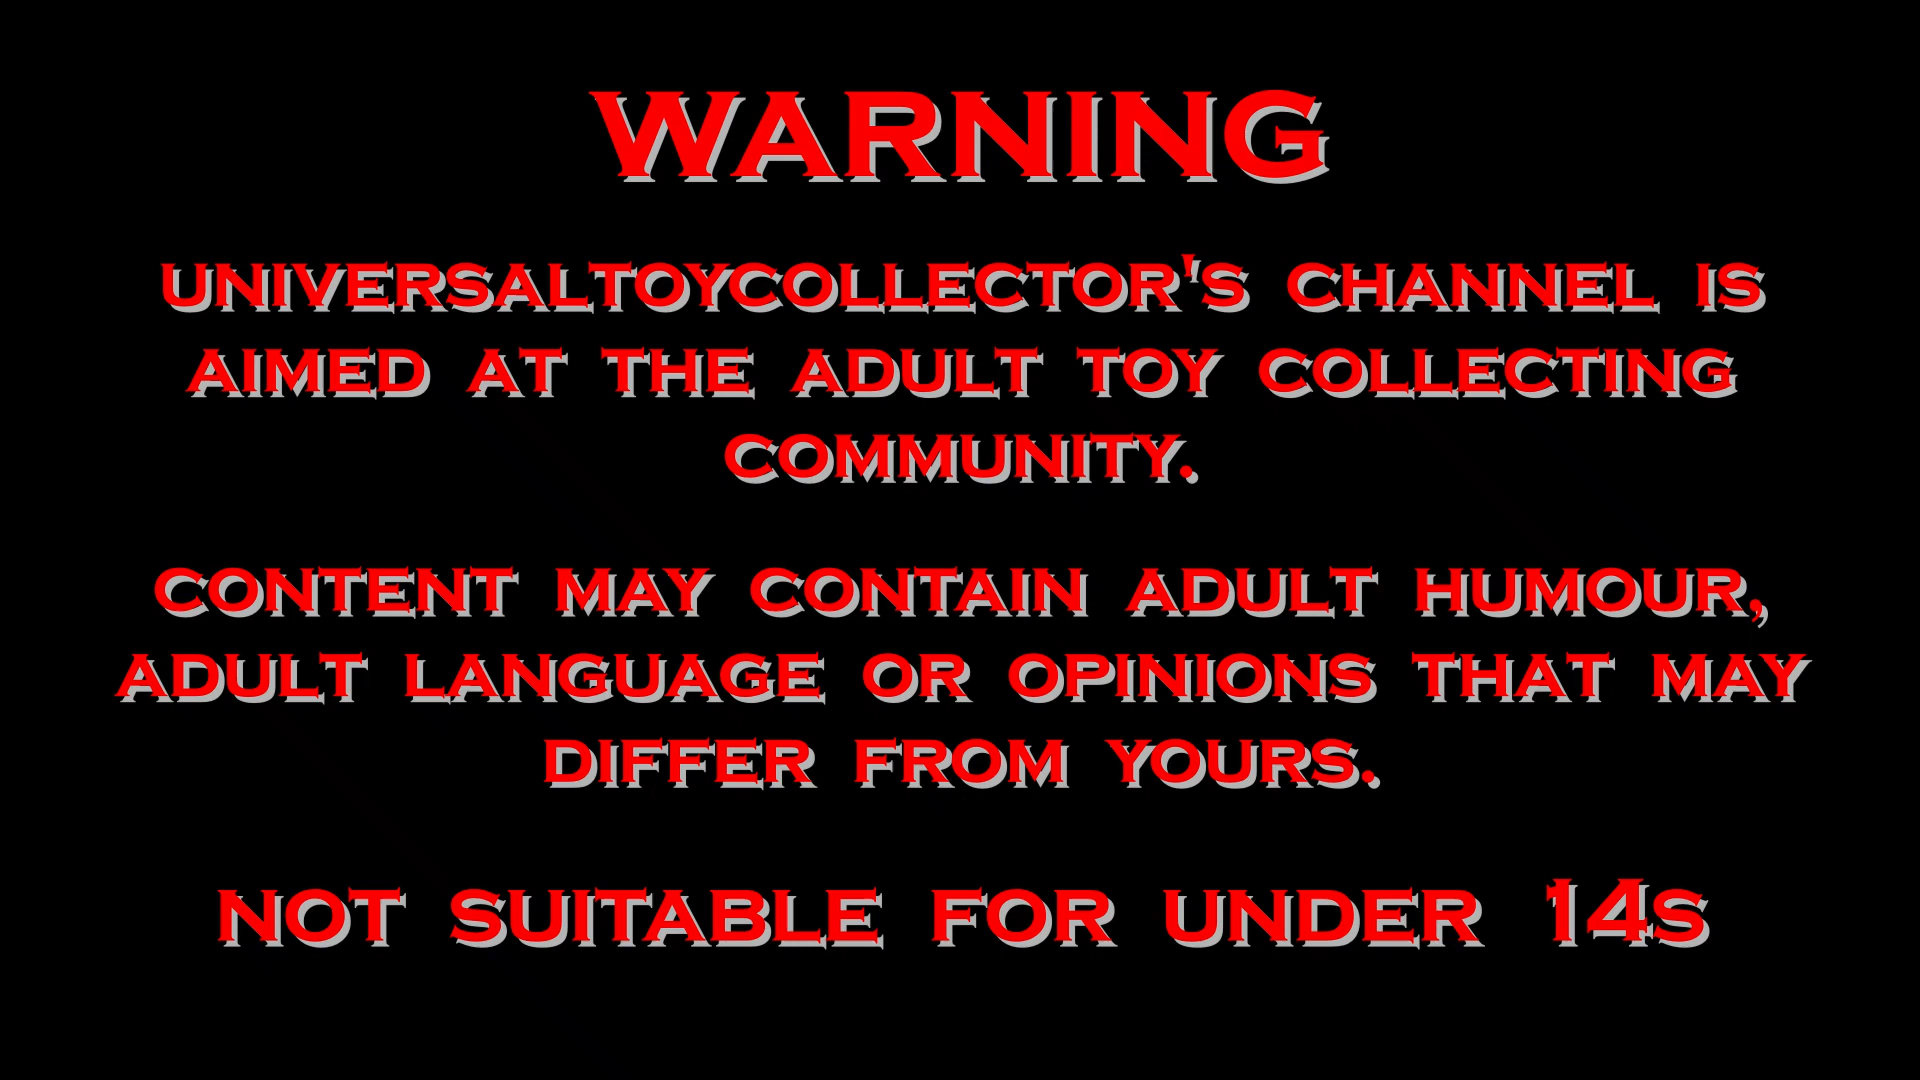 WARNING
UNIVERSALTOYCOLLECTOR'S CHANNEL IS
AIMED AT THE ADULT TOY COLLECTING
COMMUNITY.
CONTENT MAY CONTAIN ADULT HUMOUR,
ADULT LANGUAGE OR OPINIONS THAT MAY
DIFFER FROM YOURS.
NOT SUITABLE FOR UNDER 14S